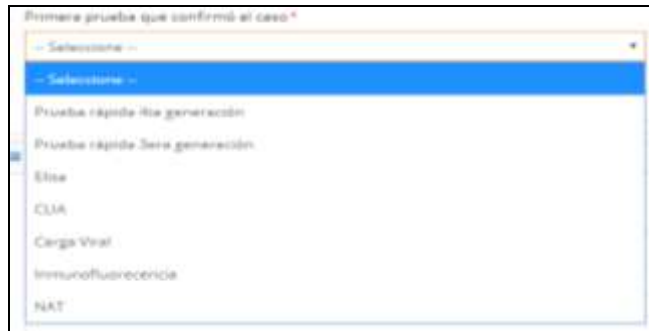 Primera prueba que confirmó el caso *
-- Seleccione --
-- Seleccione --
Prueba rápida 4ta generación
Prueba rápida 3era generación
Elisa
CLIA
Carga Viral
Inmunofluorecencia
NAT